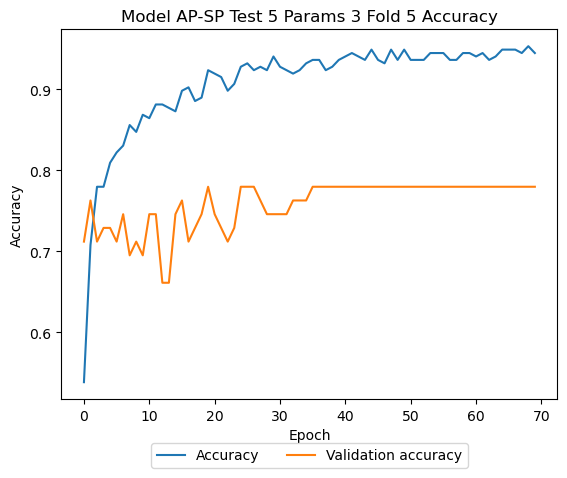 Model AP-SP Test 5 Params 3 Fold 5 Accuracy
Accuracy
0.9
0.8
0.7
0.6
0 10 20 30 40 50 60 70
Epoch
Accuracy Validation accuracy